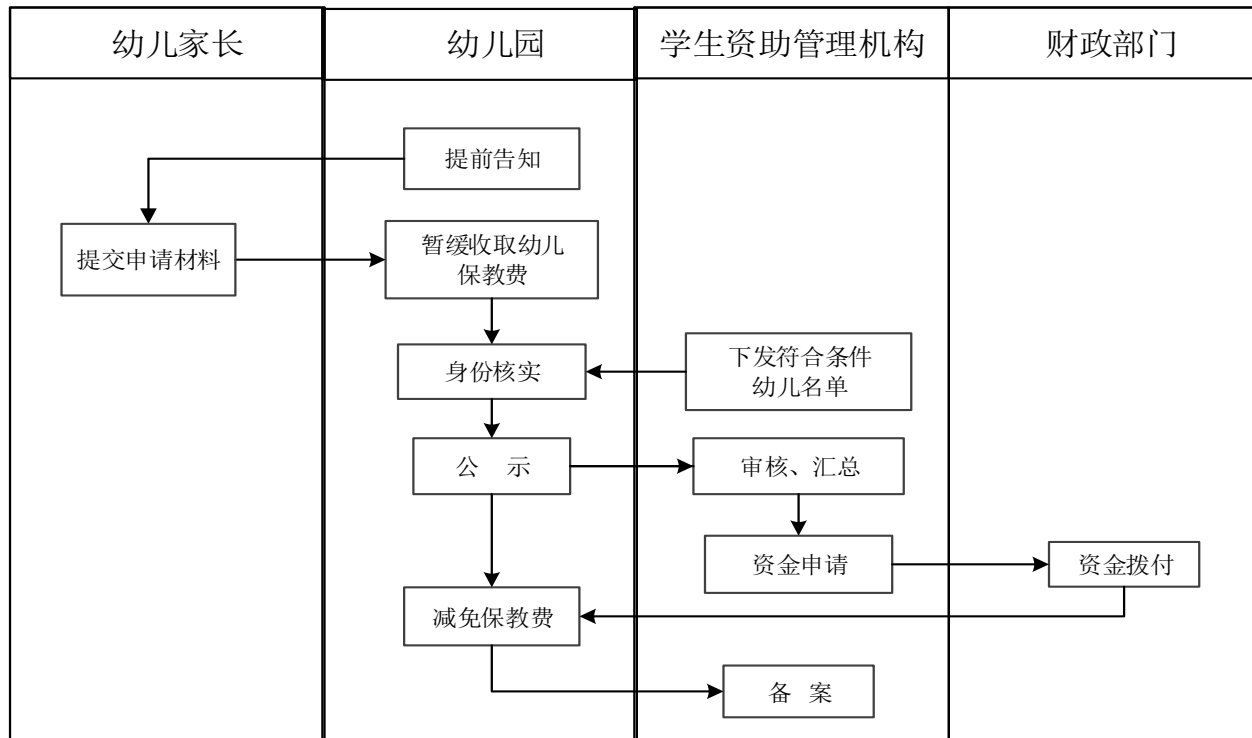 幼儿家长
幼儿园
学生资助管理机构
财政部门
提前告知
提交申请材料
暂缓收取幼儿
保教费
身份核实
下发符合条件
幼儿名单
公 示
审核、汇总
资金申请
资金拨付
减免保教费
备 案